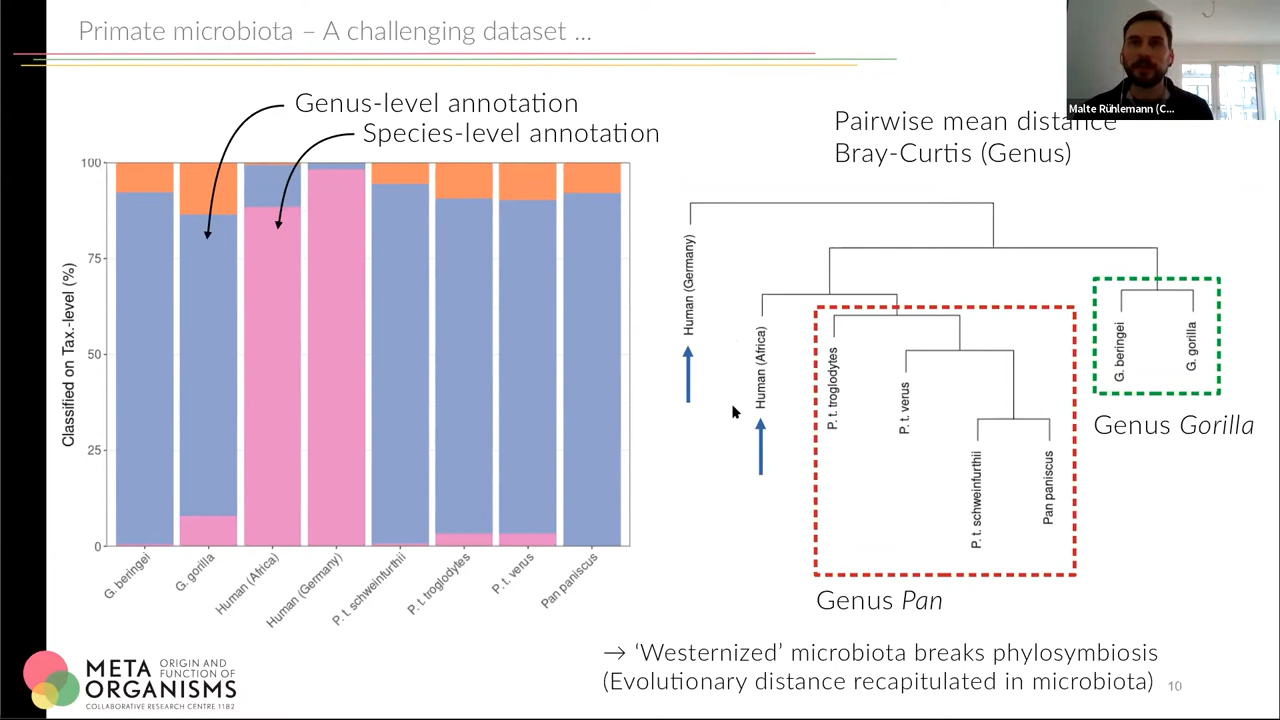 Primate microbiota – A challenging dataset ...
Malte Rühlemann (C...
Genus-level annotation
Species-level annotation
Pairwise mean distance
Bray-Curtis (Genus)
Classified on Tax.-level (%)
100
75
50
25
0
G. beringei
G. gorilla
Human (Africa)
Human (Germany)
P. t. schweinfurthii
P. t. troglodytes
P. t. verus
Pan paniscus
Human (Germany)
Human (Africa)
P. t. troglodytes
P. t. verus
P. t. schweinfurthii
Pan paniscus
G. beringei
G. gorilla
Genus Gorilla
Genus Pan
→ ‘Westernized’ microbiota breaks phylosymbiosis
(Evolutionary distance recapitulated in microbiota)
10
META ORIGIN AND
FUNCTION OF
ORGANISMS
COLLABORATIVE RESEARCH CENTRE 1182